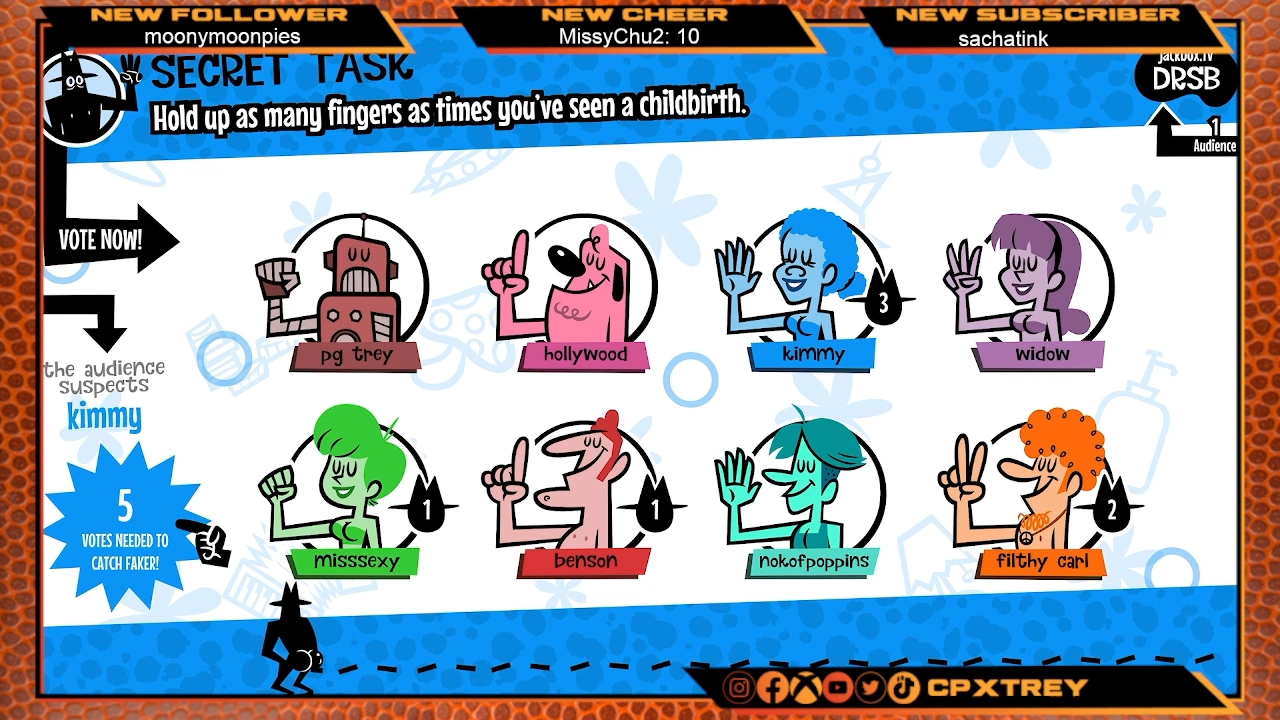 NEW FOLLOWER
moonymoonpies
NEW CHEER
MissyChu2: 10
NEW SUBSCRIBER
sachatink
SECRET TASK
Hold up as many fingers as times you've seen a childbirth.
jackbox.tv
DRSB
1
Audience
VOTE NOW!
the audience
suspects
kimmy
5
VOTES NEEDED TO
CATCH FAKER!
pg trey
hollywood
3
kimmy
widow
1
misssexy
1
benson
nokofpoppins
2
filthy carl
CPXTREY